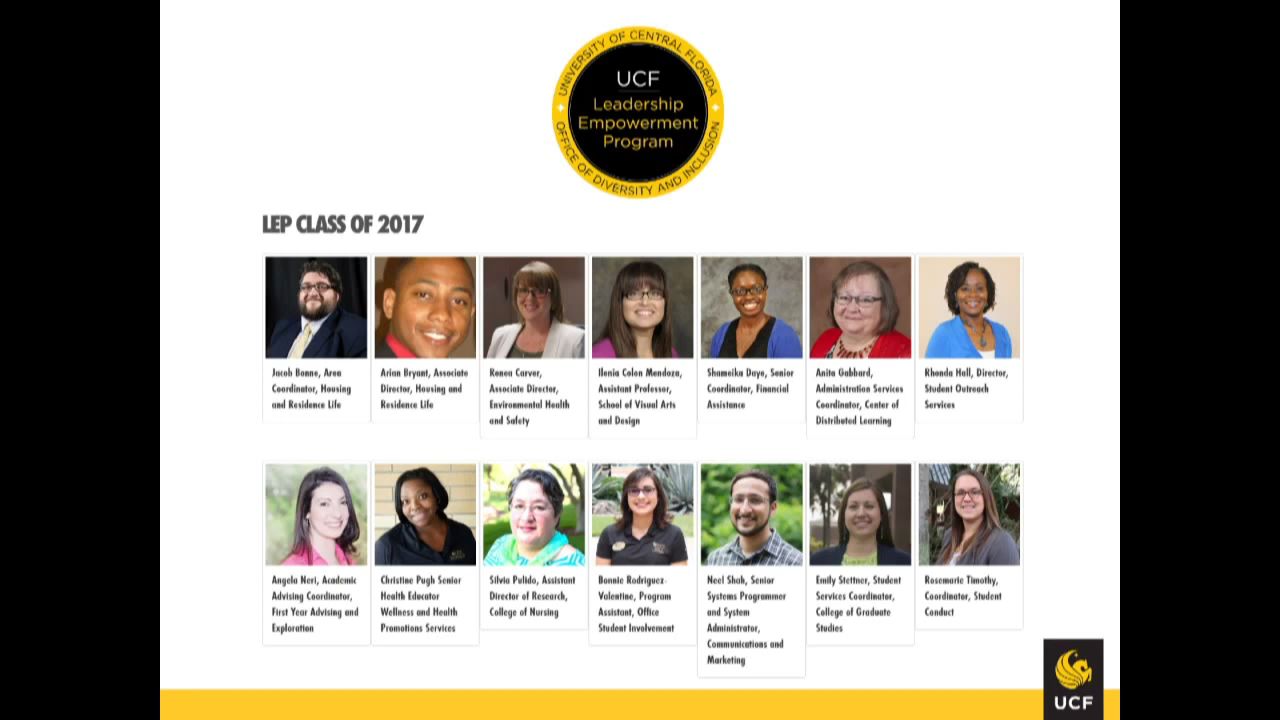 UNIVERSITY OF CENTRAL FLORIDA
UCF
Leadership
Empowerment
Program
OFFICE OF DIVERSITY AND INCLUSION
LEP CLASS OF 2017
Jacob Bonne, Area
Coordinator, Housing
and Residence Life
Arian Bryant, Associate
Director, Housing and
Residence Life
Renea Carver,
Associate Director,
Environmental Health
and Safety
Ilenia Colon Mendoza,
Assistant Professor,
School of Visual Arts
and Design
Shameika Daye, Senior
Coordinator, Financial
Assistance
Anita Gabbard,
Administration Services
Coordinator, Center of
Distributed Learning
Rhonda Hall, Director,
Student Outreach
Services
Angela Neri, Academic
Advising Coordinator,
First Year Advising and
Exploration
Christine Pugh Senior
Health Educator
Wellness and Health
Promotions Services
Silvia Pulido, Assistant
Director of Research,
College of Nursing
Bonnie Rodriguez-
Valentine, Program
Assistant, Office
Student Involvement
Neel Shah, Senior
Systems Programmer
and System
Administrator,
Communications and
Marketing
Emily Stettner, Student
Services Coordinator,
College of Graduate
Studies
Rosemarie Timothy,
Coordinator, Student
Conduct
UCF